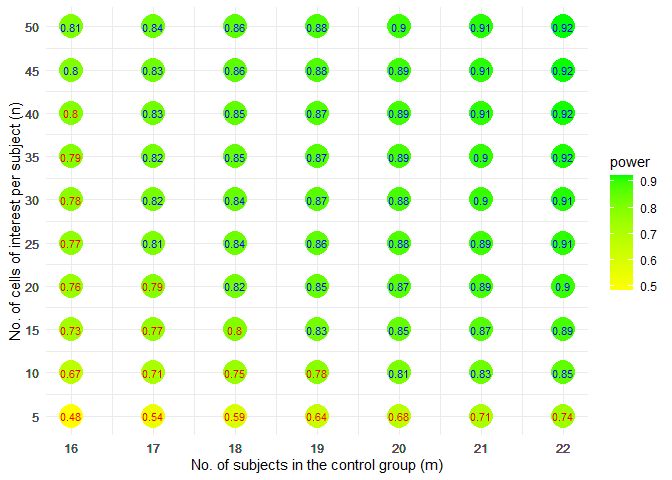 50 0.81 0.84 0.86 0.88 0.9 0.91 0.92
45 0.8 0.83 0.86 0.88 0.89 0.91 0.92
40 0.8 0.83 0.85 0.87 0.89 0.91 0.92
35 0.79 0.82 0.85 0.87 0.89 0.9 0.92
30 0.78 0.82 0.84 0.87 0.88 0.9 0.91
25 0.77 0.81 0.84 0.86 0.88 0.89 0.91
20 0.76 0.79 0.82 0.85 0.87 0.89 0.9
15 0.73 0.77 0.8 0.83 0.85 0.87 0.89
10 0.67 0.71 0.75 0.78 0.81 0.83 0.85
5 0.48 0.54 0.59 0.64 0.68 0.71 0.74
16 17 18 19 20 21 22
No. of subjects in the control group (m)
No. of cells of interest per subject (n)
power
0.9
0.8
0.7
0.6
0.5